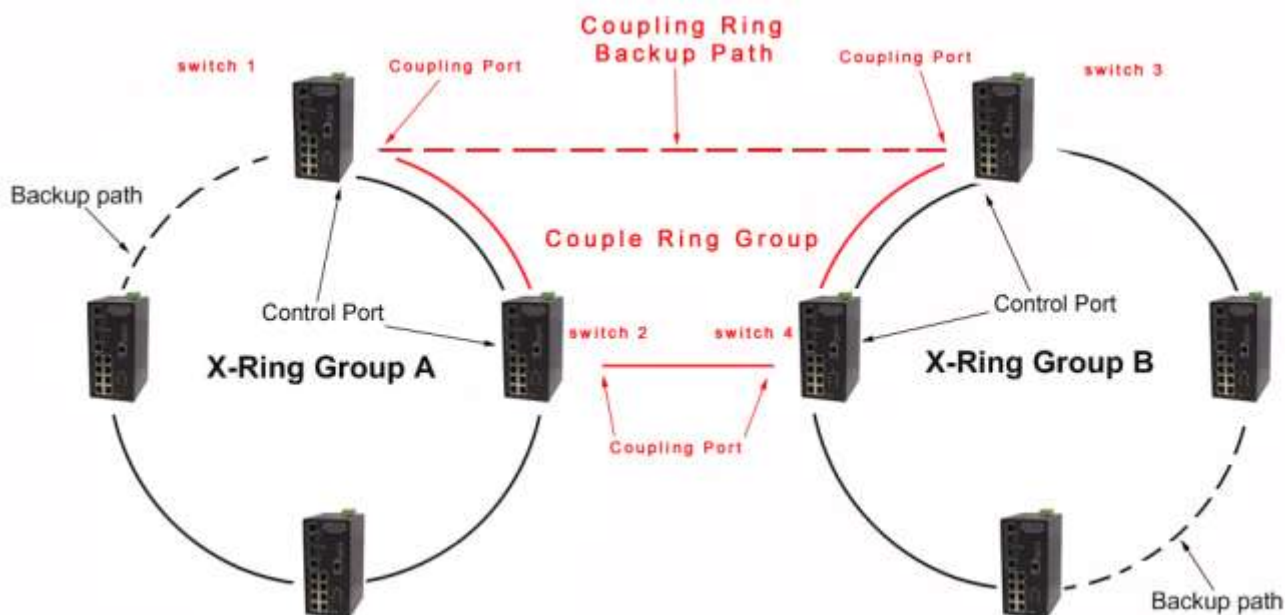 Coupling Ring
Backup Path
switch 1
Coupling Port
Coupling Port
switch 3
Backup path
Couple Ring Group
Control Port
Control Port
switch 2
switch 4
X-Ring Group A
X-Ring Group B
Coupling Port
Backup path